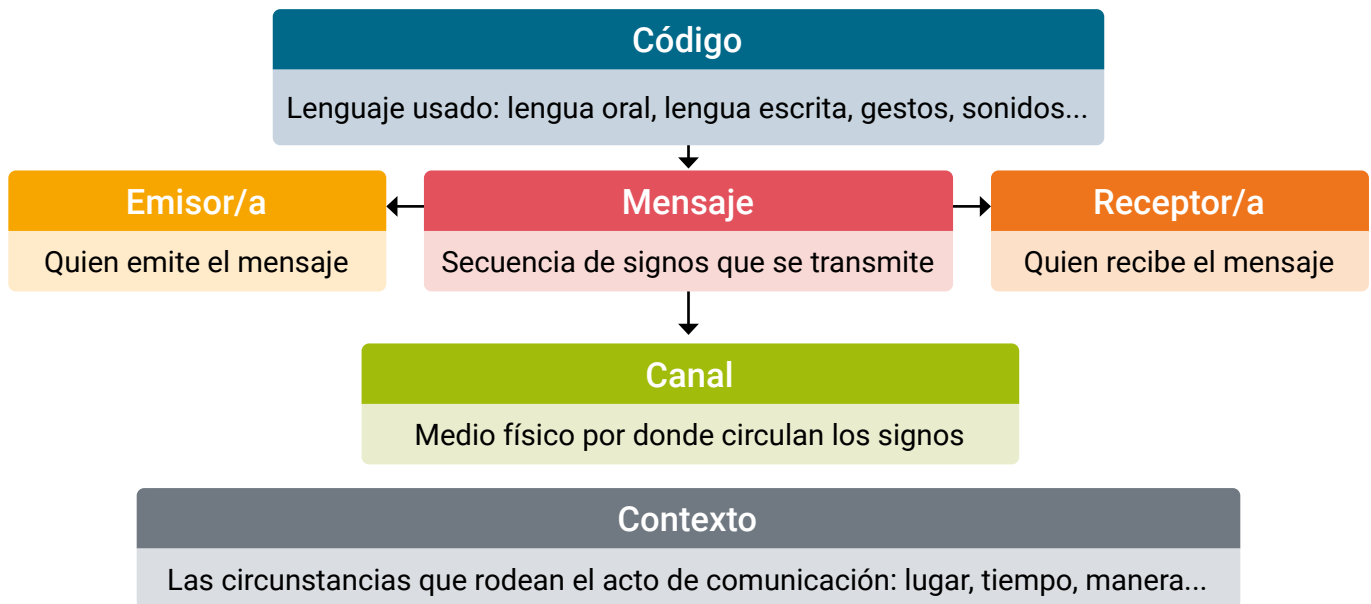 Código
Lenguaje usado: lengua oral, lengua escrita, gestos, sonidos...
Emisor/a
Quien emite el mensaje
Mensaje
Secuencia de signos que se transmite
Receptor/a
Quien recibe el mensaje
Canal
Medio físico por donde circulan los signos
Contexto
Las circunstancias que rodean el acto de comunicación: lugar, tiempo, manera...